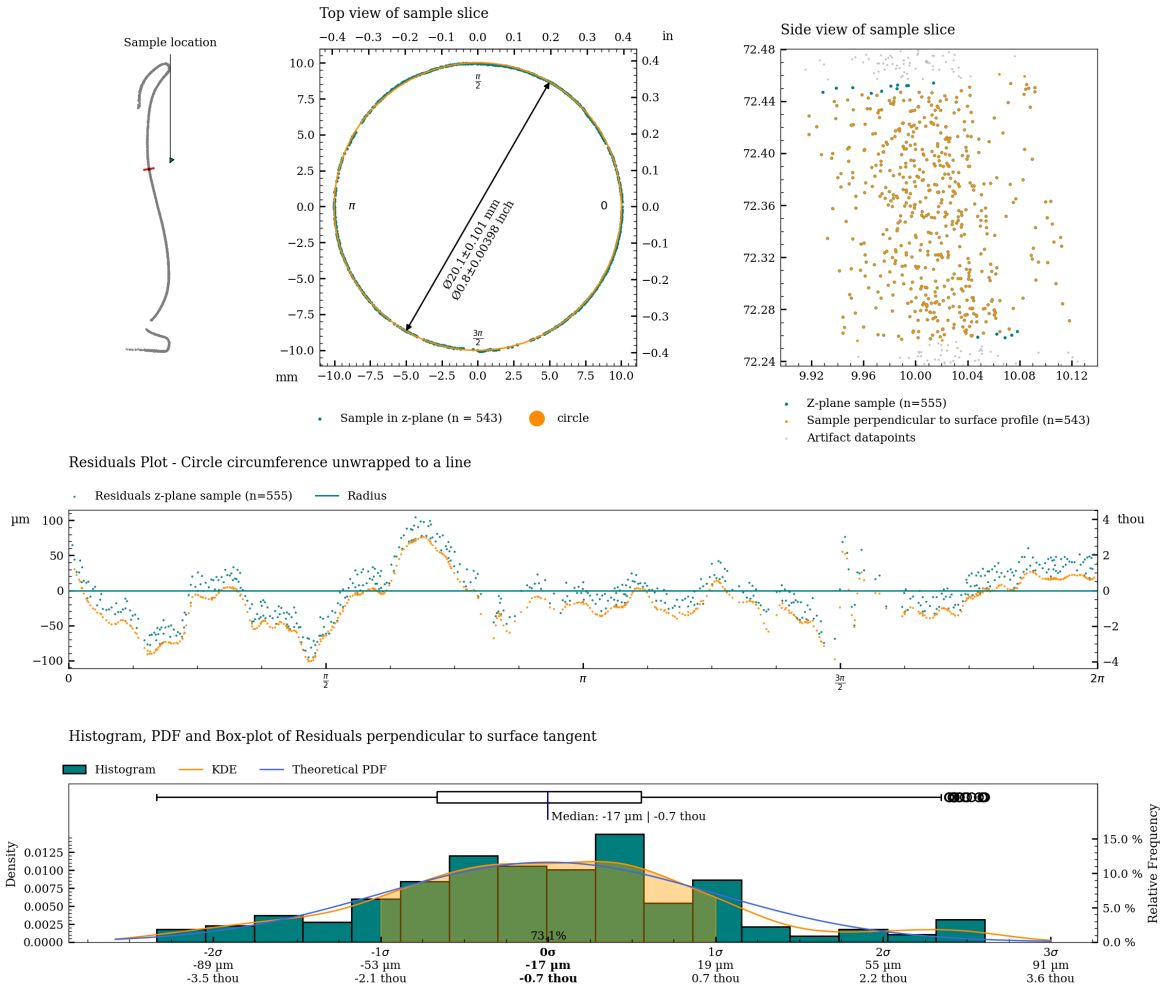 Sample location
Top view of sample slice
−0.4 −0.3 −0.2 −0.1 0.0 0.1 0.2 0.3 0.4 in
10.0
7.5
5.0
2.5
0.0
−2.5
−5.0
−7.5
−10.0
0.4
0.3
0.2
0.1
0.0
−0.1
−0.2
−0.3
−0.4
π/2
π
0
3π/2
Ø20.1±0.101 mm
Ø0.8±0.00398 inch
mm −10.0 −7.5 −5.0 −2.5 0.0 2.5 5.0 7.5 10.0
Sample in z-plane (n = 543) circle
Side view of sample slice
72.48
72.44
72.40
72.36
72.32
72.28
72.24
9.92 9.96 10.00 10.04 10.08 10.12
Z-plane sample (n=555)
Sample perpendicular to surface profile (n=543)
Artifact datapoints
Residuals Plot - Circle circumference unwrapped to a line
Residuals z-plane sample (n=555) Radius
µm
100
50
0
−50
−100
4 thou
2
0
−2
−4
0 π/2 π 3π/2 2π
Histogram, PDF and Box-plot of Residuals perpendicular to surface tangent
Histogram KDE Theoretical PDF
Median: -17 µm | -0.7 thou
Density
0.0125
0.0100
0.0075
0.0050
0.0025
0.0000
15.0 %
10.0 %
5.0 %
0.0 %
Relative Frequency
73.1%
-2σ -1σ 0σ 1σ 2σ 3σ
-89 µm -53 µm -17 µm 19 µm 55 µm 91 µm
-3.5 thou -2.1 thou -0.7 thou 0.7 thou 2.2 thou 3.6 thou